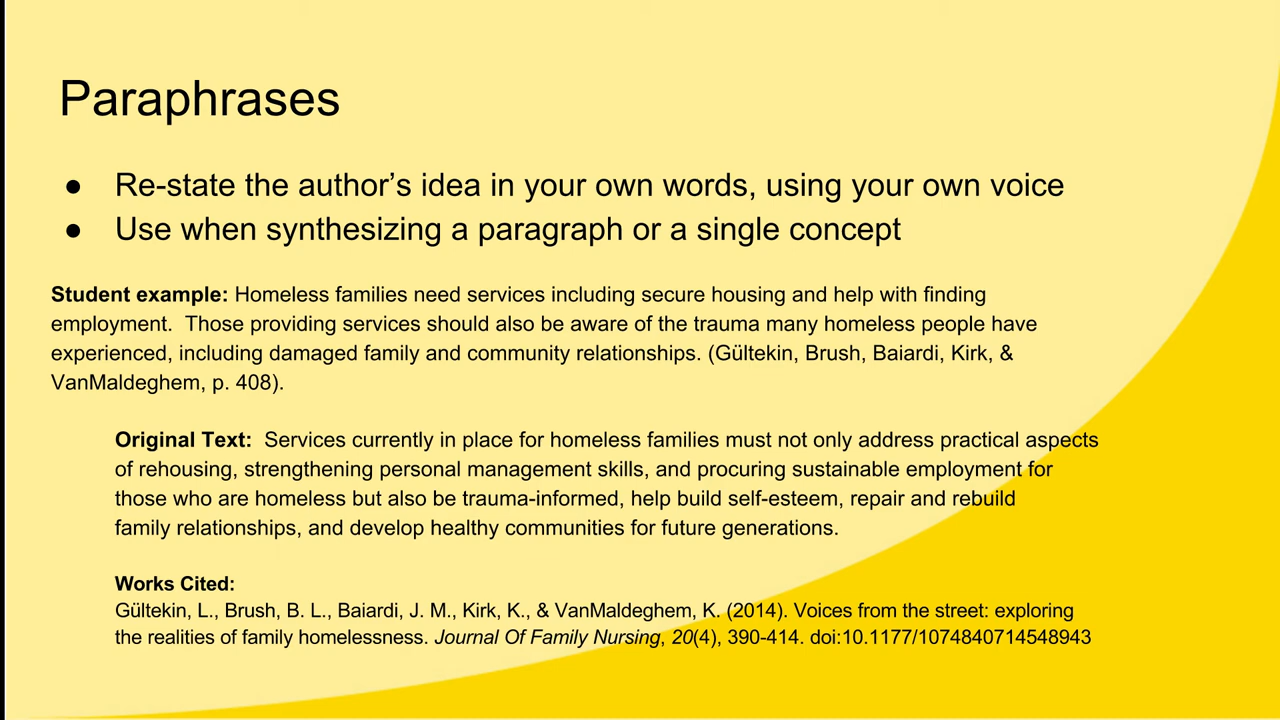 Paraphrases
● Re-state the author’s idea in your own words, using your own voice
● Use when synthesizing a paragraph or a single concept
Student example: Homeless families need services including secure housing and help with finding
employment.  Those providing services should also be aware of the trauma many homeless people have
experienced, including damaged family and community relationships. (Gültekin, Brush, Baiardi, Kirk, &
VanMaldeghem, p. 408).
Original Text:  Services currently in place for homeless families must not only address practical aspects
of rehousing, strengthening personal management skills, and procuring sustainable employment for
those who are homeless but also be trauma-informed, help build self-esteem, repair and rebuild
family relationships, and develop healthy communities for future generations.
Works Cited:
Gültekin, L., Brush, B. L., Baiardi, J. M., Kirk, K., & VanMaldeghem, K. (2014). Voices from the street: exploring
the realities of family homelessness. Journal Of Family Nursing, 20(4), 390-414. doi:10.1177/1074840714548943